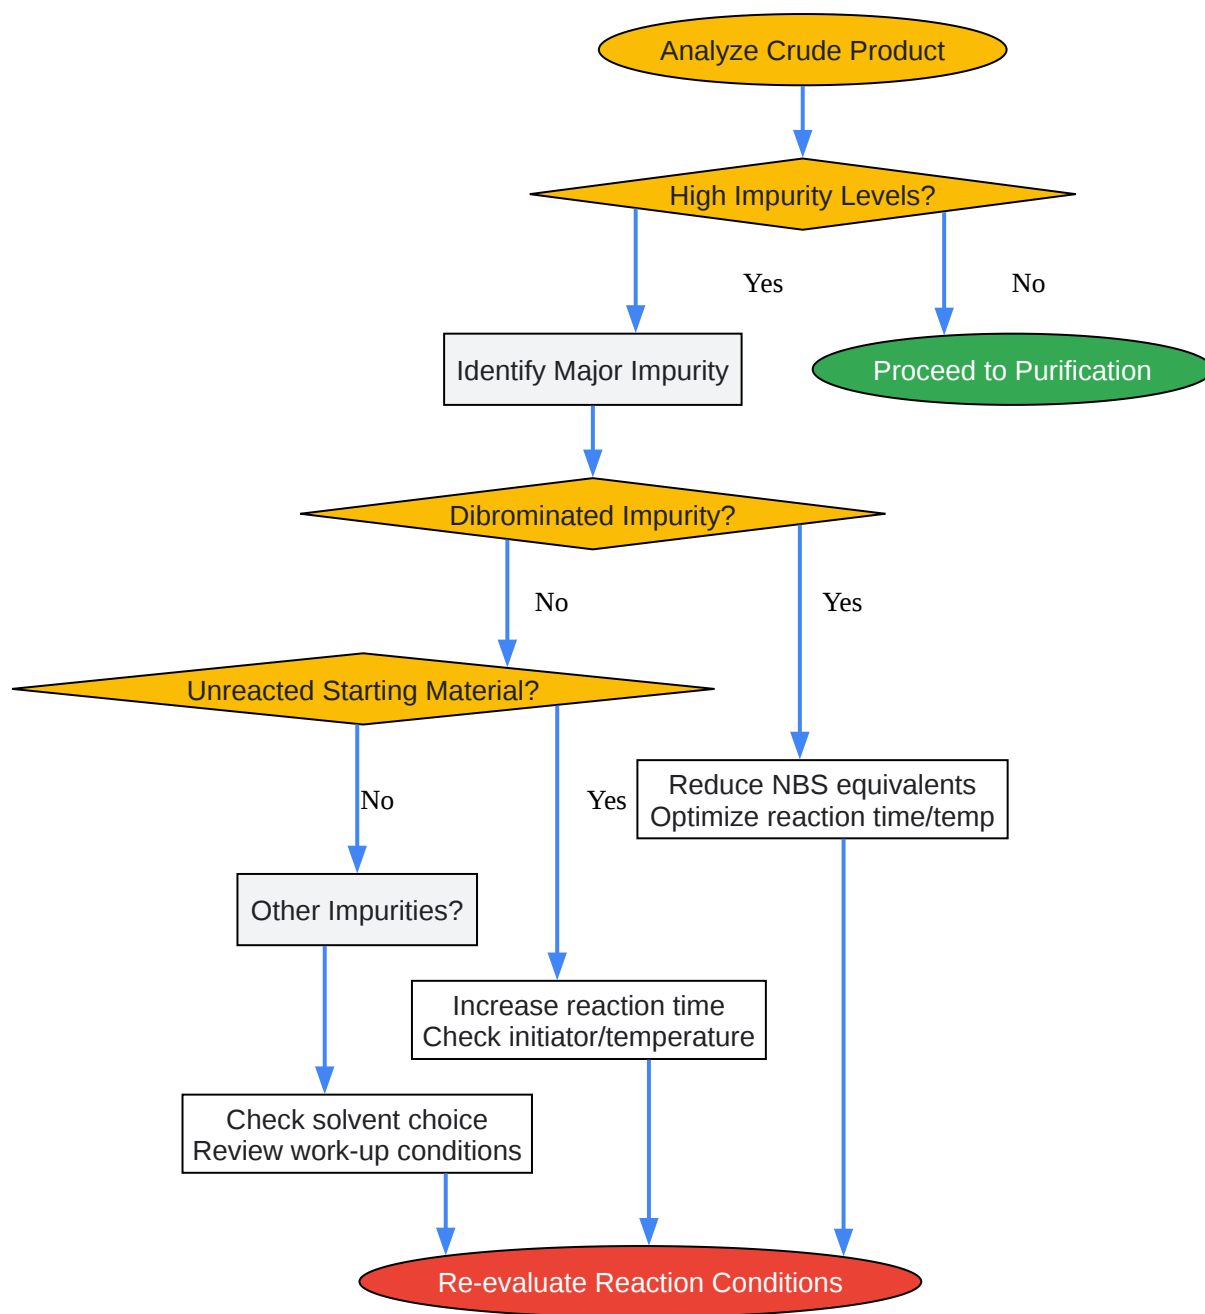 Analyze Crude Product
High Impurity Levels?
Yes
No
Identify Major Impurity
Proceed to Purification
Dibrominated Impurity?
No
Yes
Unreacted Starting Material?
No
Yes
Reduce NBS equivalents
Optimize reaction time/temp
Other Impurities?
Increase reaction time
Check initiator/temperature
Check solvent choice
Review work-up conditions
Re-evaluate Reaction Conditions